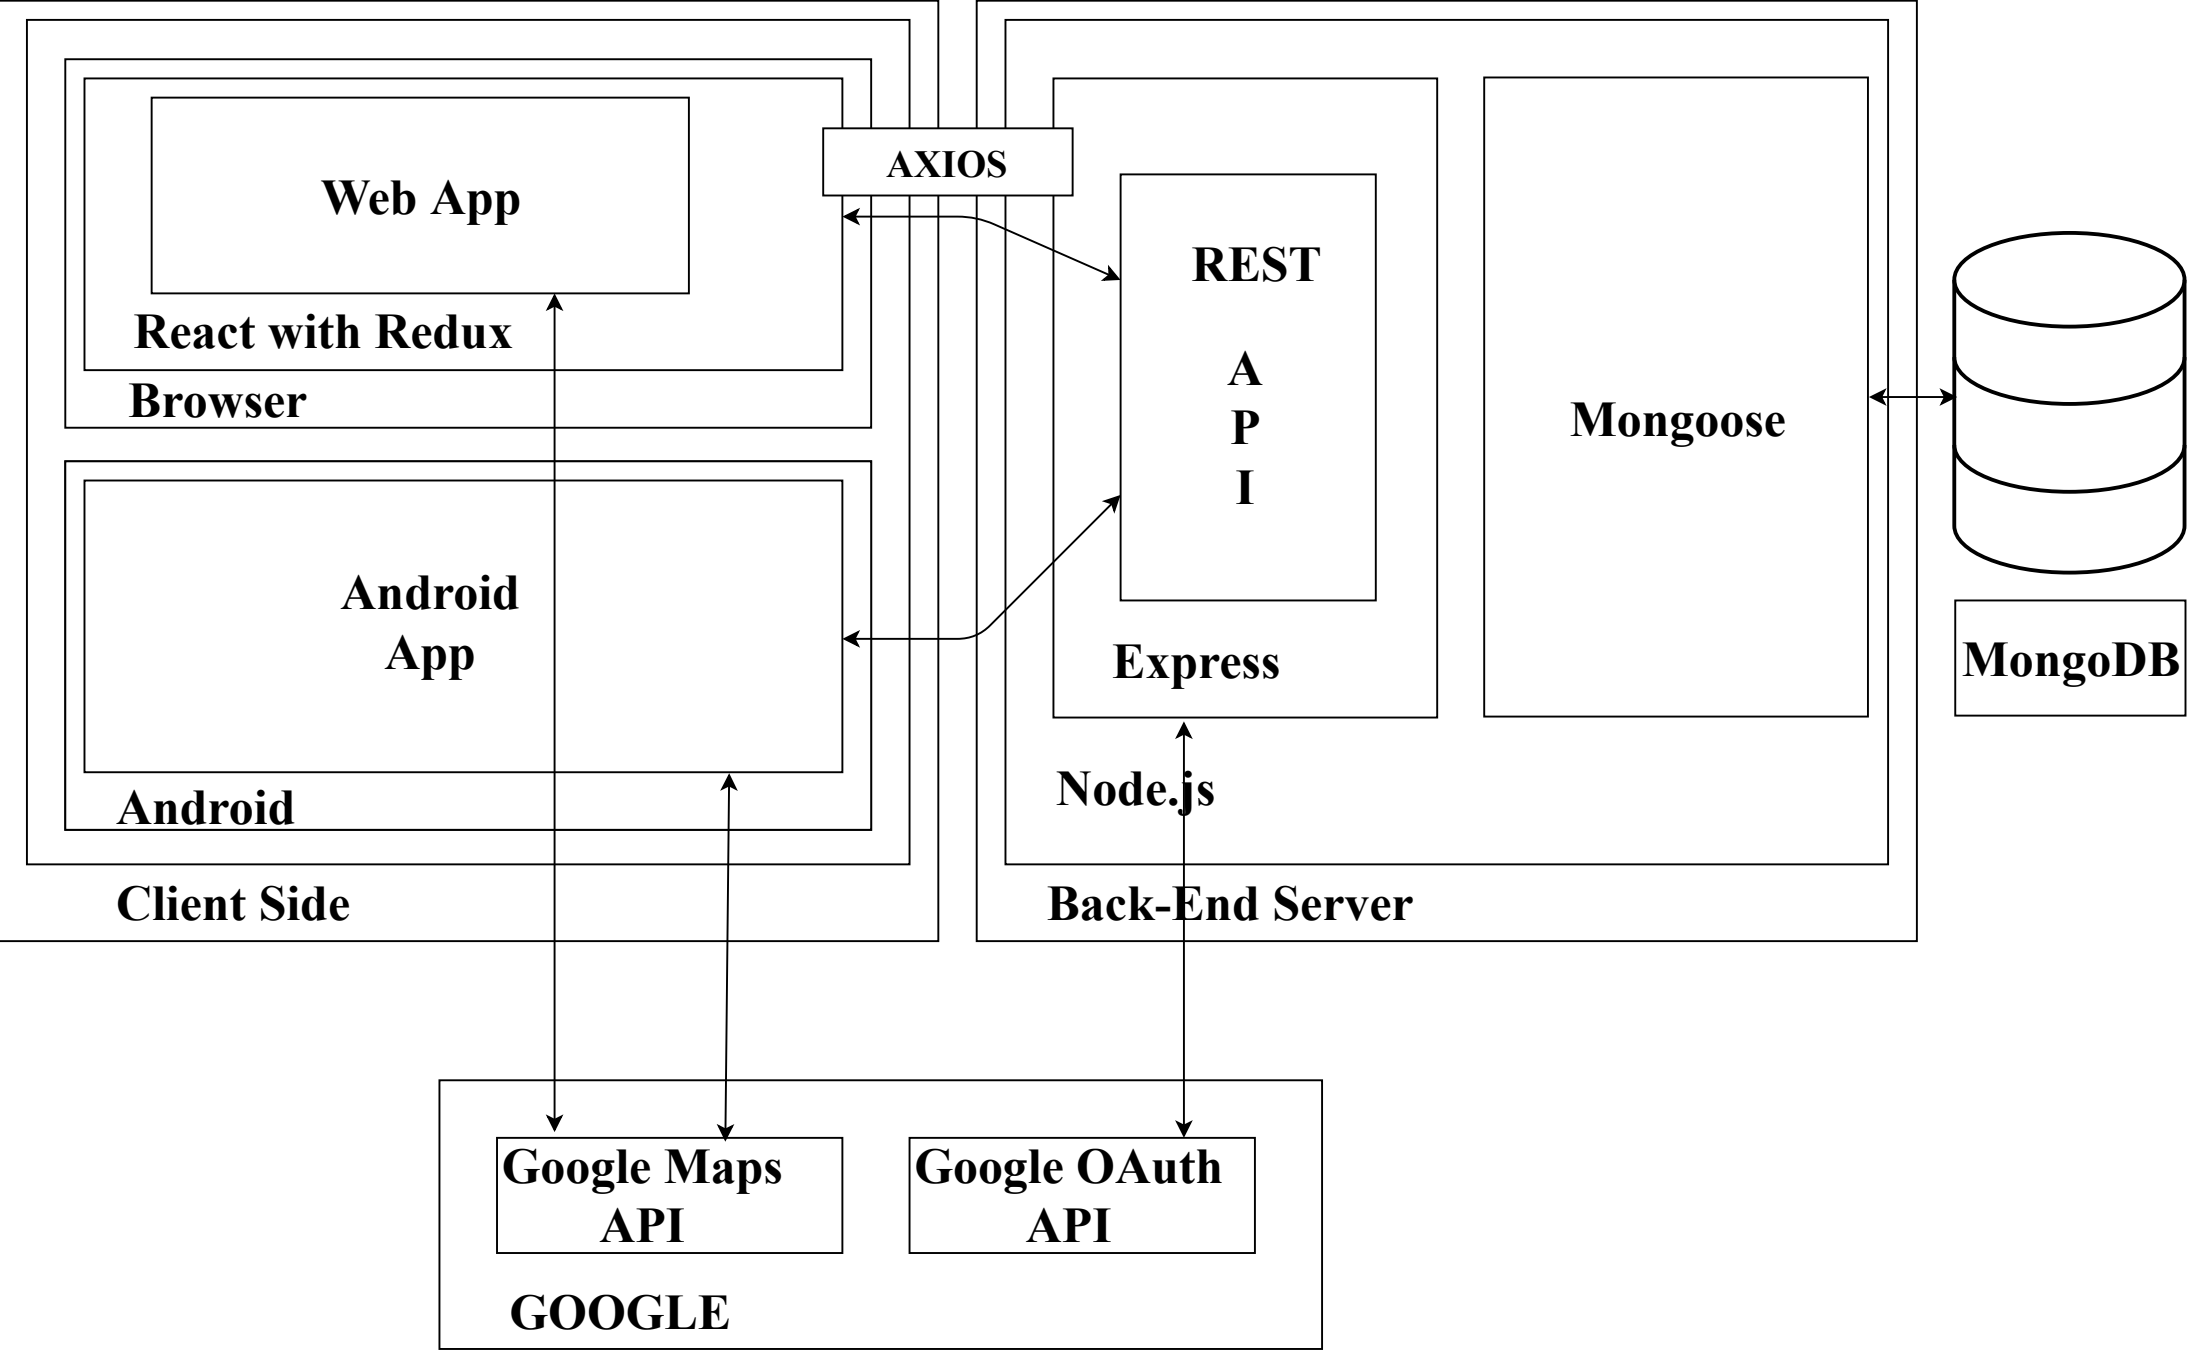 Web App
React with Redux
Browser
Android
App
Android
Client Side
AXIOS
REST
A
P
I
Express
Node.js
Back-End Server
Mongoose
MongoDB
Google Maps
API
Google OAuth
API
GOOGLE